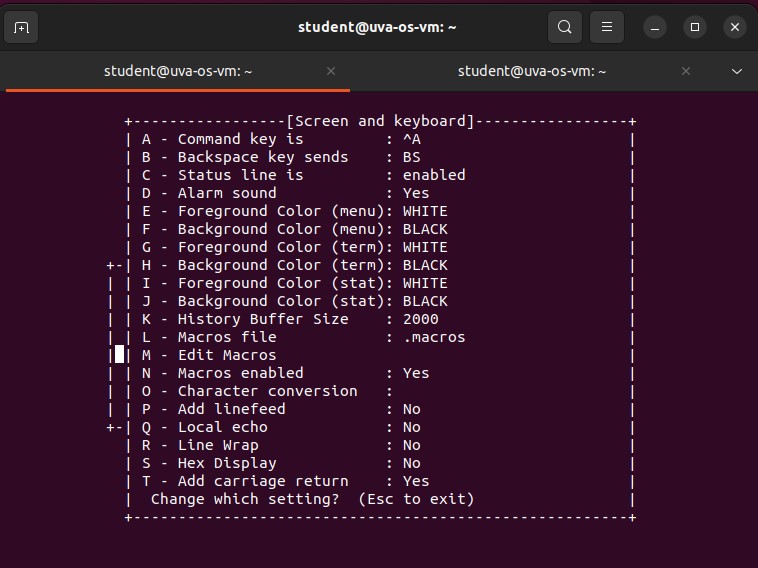 student@uva-os-vm: ~
student@uva-os-vm: ~ student@uva-os-vm: ~
+-----------------[Screen and keyboard]-----------------+
| A - Command key is         : ^A                       |
| B - Backspace key sends    : BS                       |
| C - Status line is         : enabled                  |
| D - Alarm sound            : Yes                      |
| E - Foreground Color (menu): WHITE                    |
| F - Background Color (menu): BLACK                    |
| G - Foreground Color (term): WHITE                    |
+-| H - Background Color (term): BLACK                    |
| | I - Foreground Color (stat): WHITE                    |
| | J - Background Color (stat): BLACK                    |
| | K - History Buffer Size    : 2000                     |
| | L - Macros file            : .macros                  |
| | M - Edit Macros                                       |
| | N - Macros enabled         : Yes                      |
| | O - Character conversion   :                          |
| | P - Add linefeed           : No                       |
+-| Q - Local echo             : No                       |
| R - Line Wrap              : No                       |
| S - Hex Display            : No                       |
| T - Add carriage return    : Yes                      |
|  Change which setting?  (Esc to exit)                 |
+-------------------------------------------------------+